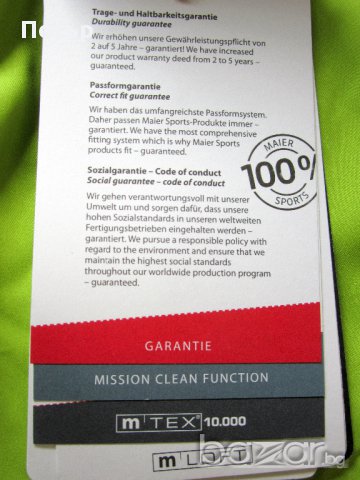 Trage- und Haltbarkeitsgarantie
Durability guarantee
Wir erhöhen unsere Gewährleistungspflicht von
2 auf 5 Jahre – garantiert! We have increased
our product warranty deed from 2 to 5 years –
guaranteed.
Passformgarantie
Correct fit guarantee
Wir haben das umfangreichste Passformsystem.
Daher passen Maier Sports-Produkte immer –
garantiert. We have the most comprehensive
fitting system which is why Maier Sports
products fit – guaranteed.
Sozialgarantie – Code of conduct
Social guarantee – code of conduct
Wir gehen verantwortungsvoll mit unserer
Umwelt um und sorgen dafür, dass unsere
hohen Sozialstandards in unseren weltweiten
Fertigungsbetrieben eingehalten werden –
garantiert. We pursue a responsible policy with
regard to the environment and ensure that we
maintain the highest social standards
throughout our worldwide production program
– guaranteed.
MAIER
100%
SPORTS
GARANTIE
MISSION CLEAN FUNCTION
m TEX® 10.000
m LOFT
bazar.bg